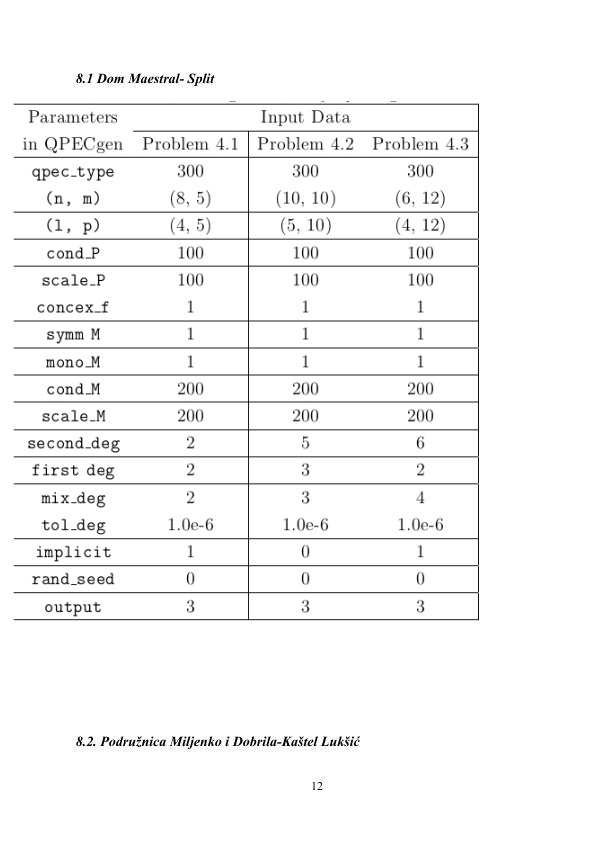 8.1 Dom Maestral- Split
Parameters Input Data
in QPECgen Problem 4.1 Problem 4.2 Problem 4.3
qpec_type 300 300 300
(n, m) (8, 5) (10, 10) (6, 12)
(l, p) (4, 5) (5, 10) (4, 12)
cond_P 100 100 100
scale_P 100 100 100
concex_f 1 1 1
symm M 1 1 1
mono_M 1 1 1
cond_M 200 200 200
scale_M 200 200 200
second_deg 2 5 6
first deg 2 3 2
mix_deg 2 3 4
tol_deg 1.0e-6 1.0e-6 1.0e-6
implicit 1 0 1
rand_seed 0 0 0
output 3 3 3
8.2. Podružnica Miljenko i Dobrila-Kaštel Lukšić
12